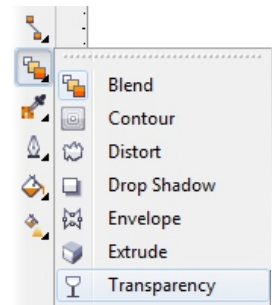 Blend
Contour
Distort
Drop Shadow
Envelope
Extrude
Transparency